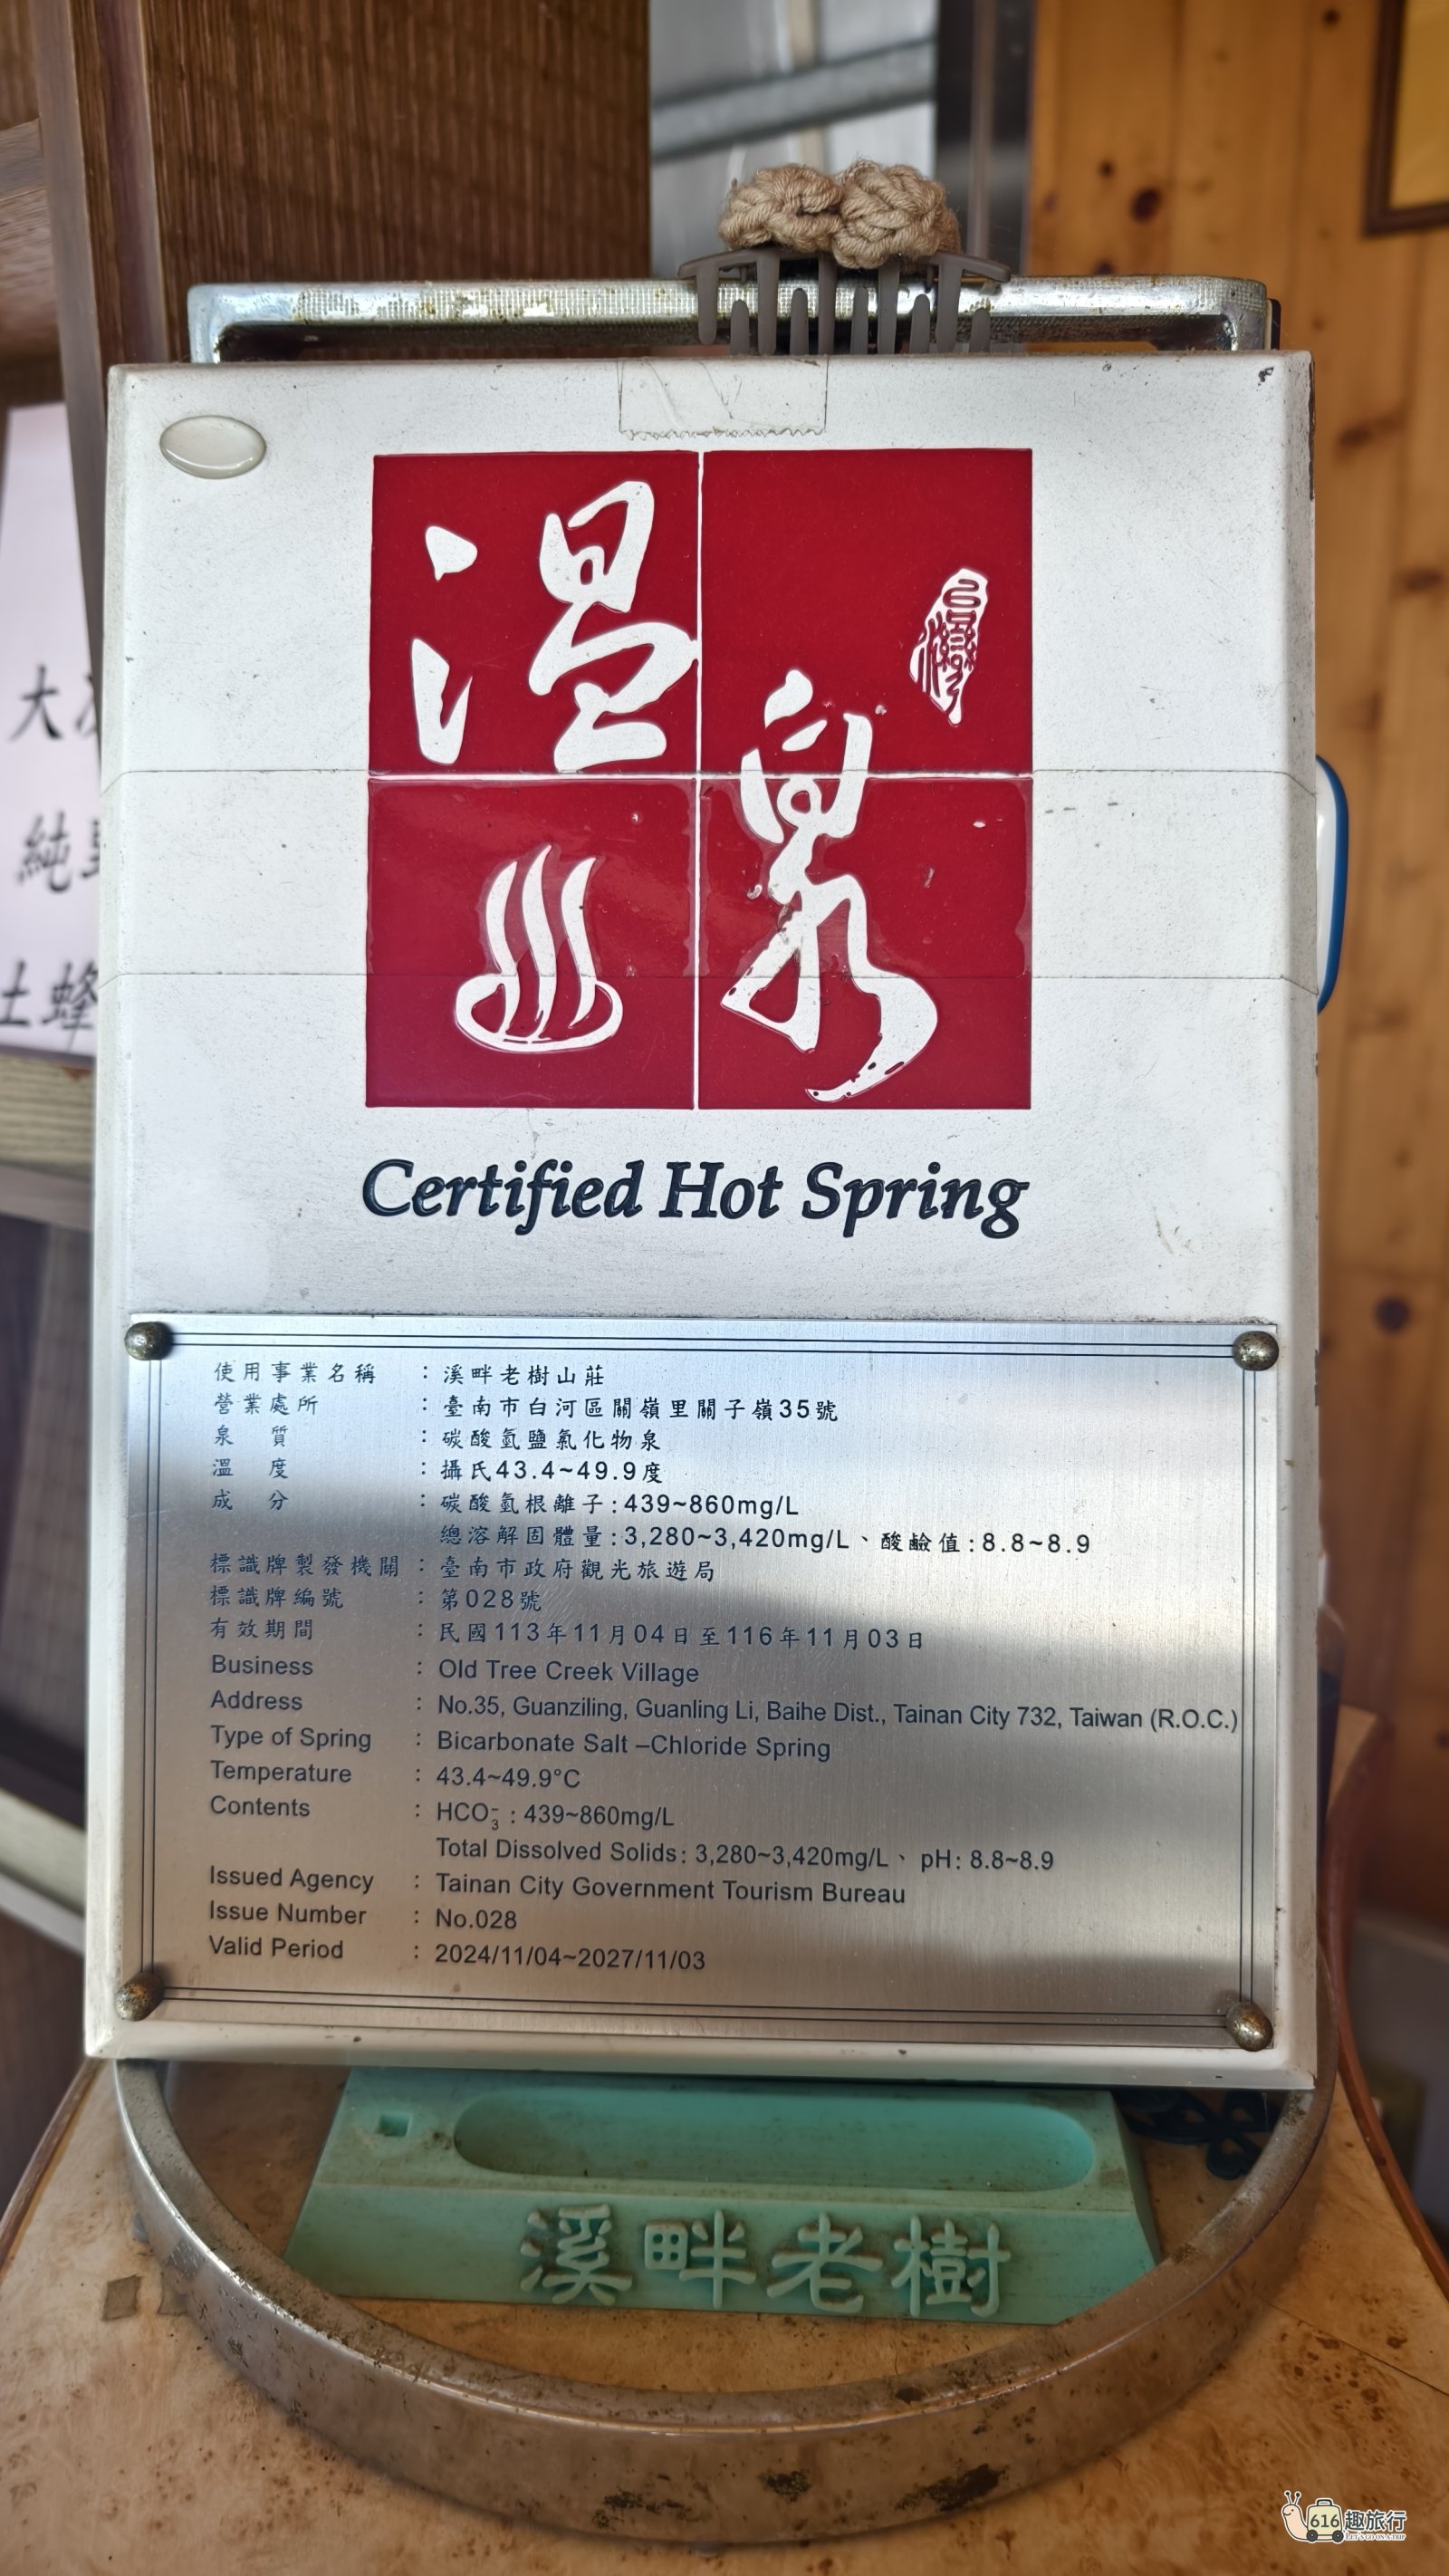 溫泉
臺灣
Certified Hot Spring
使用事業名稱：溪畔老樹山莊
營業處所：臺南市白河區關嶺里關子嶺35號
泉質：碳酸氫鹽氯化物泉
溫度：攝氏43.4~49.9度
成分：碳酸氫根離子:439~860mg/L
總溶解固體量:3,280~3,420mg/L、酸鹼值:8.8~8.9
標識牌製發機關：臺南市政府觀光旅遊局
標識牌編號：第028號
有效期間：民國113年11月04日至116年11月03日
Business : Old Tree Creek Village
Address : No.35, Guanziling, Guanling Li, Baihe Dist., Tainan City 732, Taiwan (R.O.C.)
Type of Spring : Bicarbonate Salt –Chloride Spring
Temperature : 43.4~49.9°C
Contents : HCO₃⁻ : 439~860mg/L
Total Dissolved Solids: 3,280~3,420mg/L、 pH: 8.8~8.9
Issued Agency : Tainan City Government Tourism Bureau
Issue Number : No.028
Valid Period : 2024/11/04~2027/11/03
溪畔老樹
大
純
土蜂
616趣旅行
LET'S GO ON A TRIP